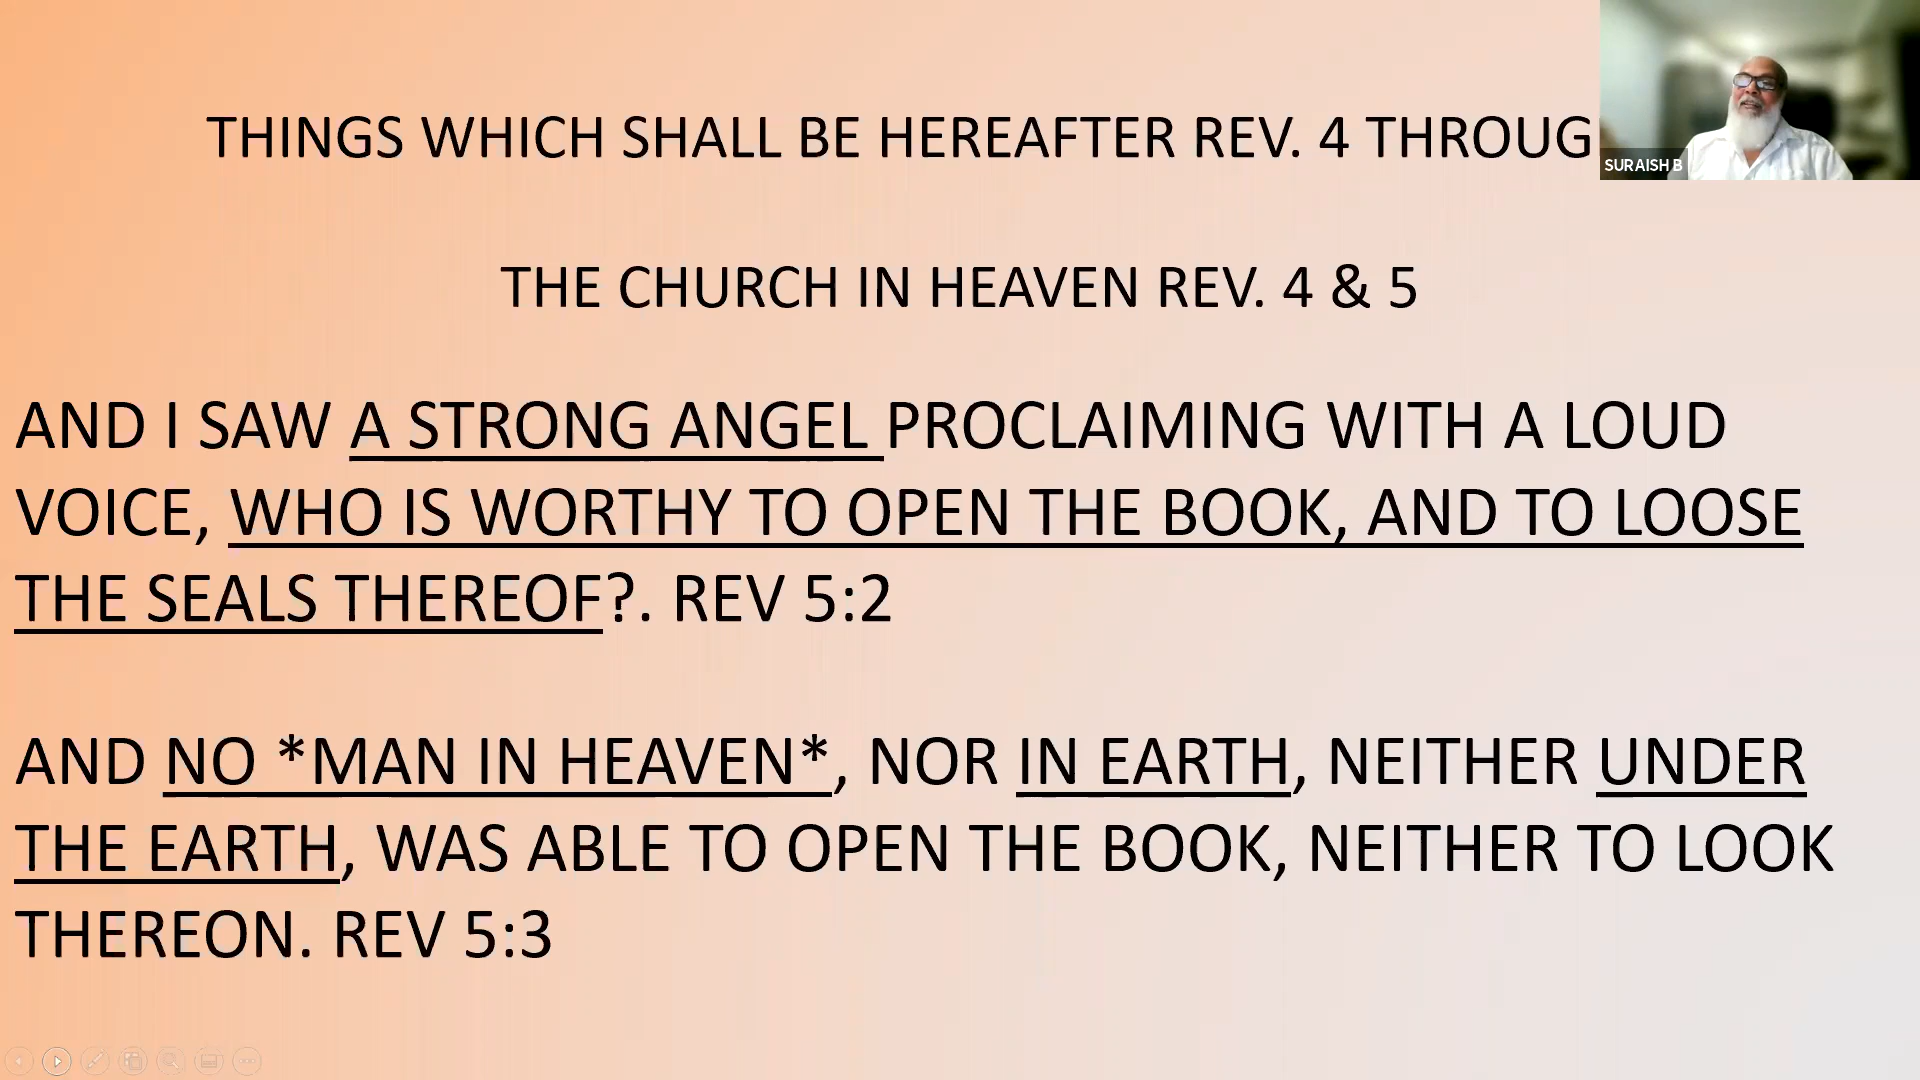 THINGS WHICH SHALL BE HEREAFTER REV. 4 THROUG
SURAISH B
THE CHURCH IN HEAVEN REV. 4 & 5
AND I SAW A STRONG ANGEL PROCLAIMING WITH A LOUD
VOICE, WHO IS WORTHY TO OPEN THE BOOK, AND TO LOOSE
THE SEALS THEREOF?. REV 5:2
AND NO *MAN IN HEAVEN*, NOR IN EARTH, NEITHER UNDER
THE EARTH, WAS ABLE TO OPEN THE BOOK, NEITHER TO LOOK
THEREON. REV 5:3